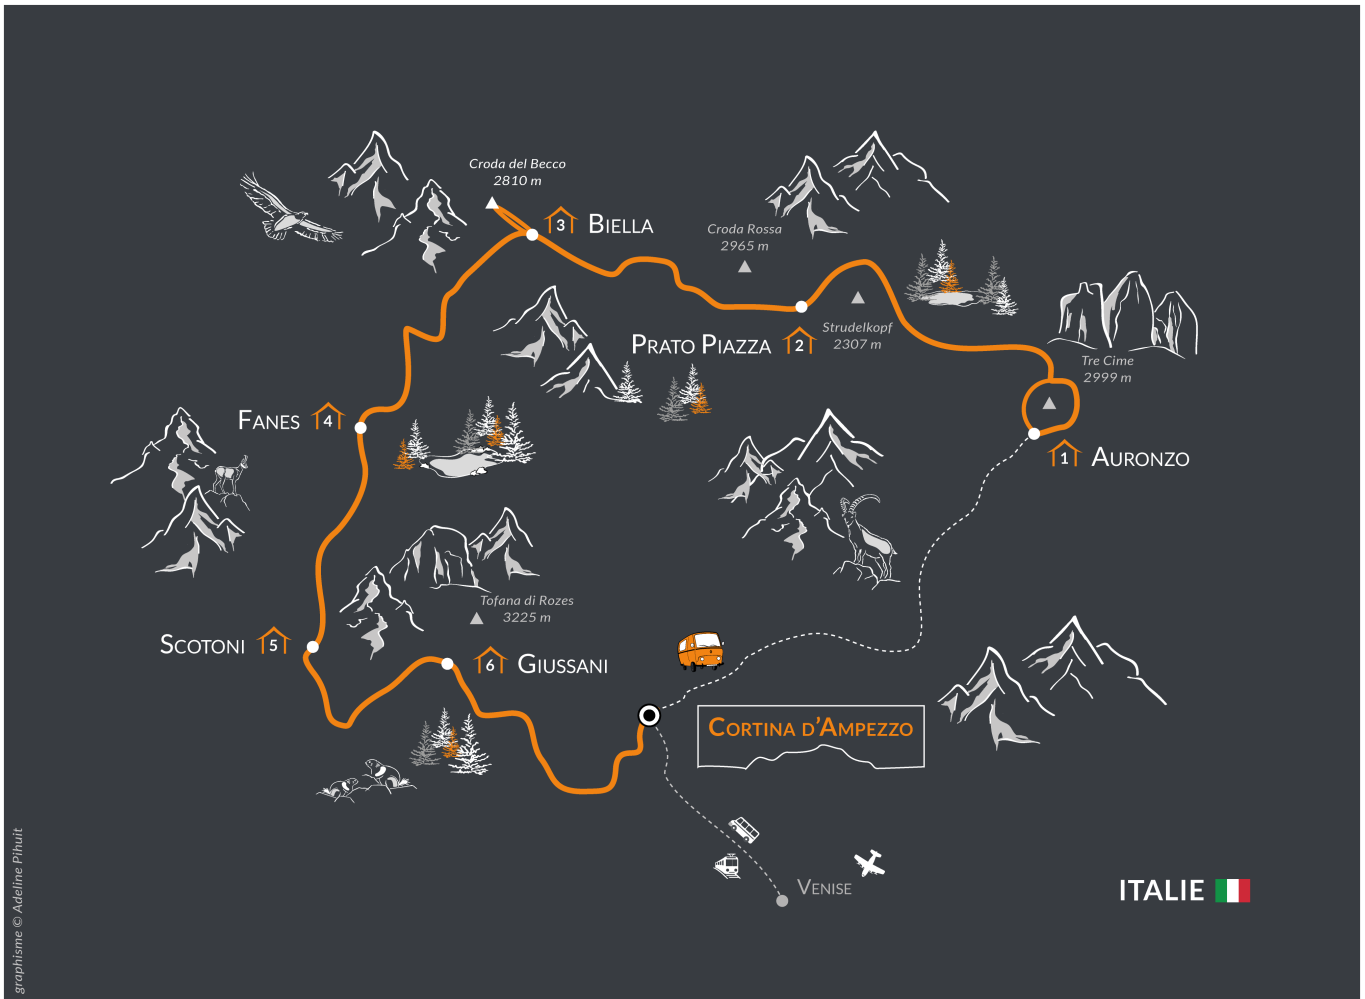 Croda del Becco
2810 m
3 BIELLA
Croda Rossa
2965 m
PRATO PIAZZA 2
Strudelkopf
2307 m
Tre Cime
2999 m
1 AURONZO
FANES 4
Tofana di Rozes
3225 m
SCOTONI 5
6 GIUSSANI
CORTINA D’AMPEZZO
VENISE
ITALIE
graphisme © Adeline Pihuit